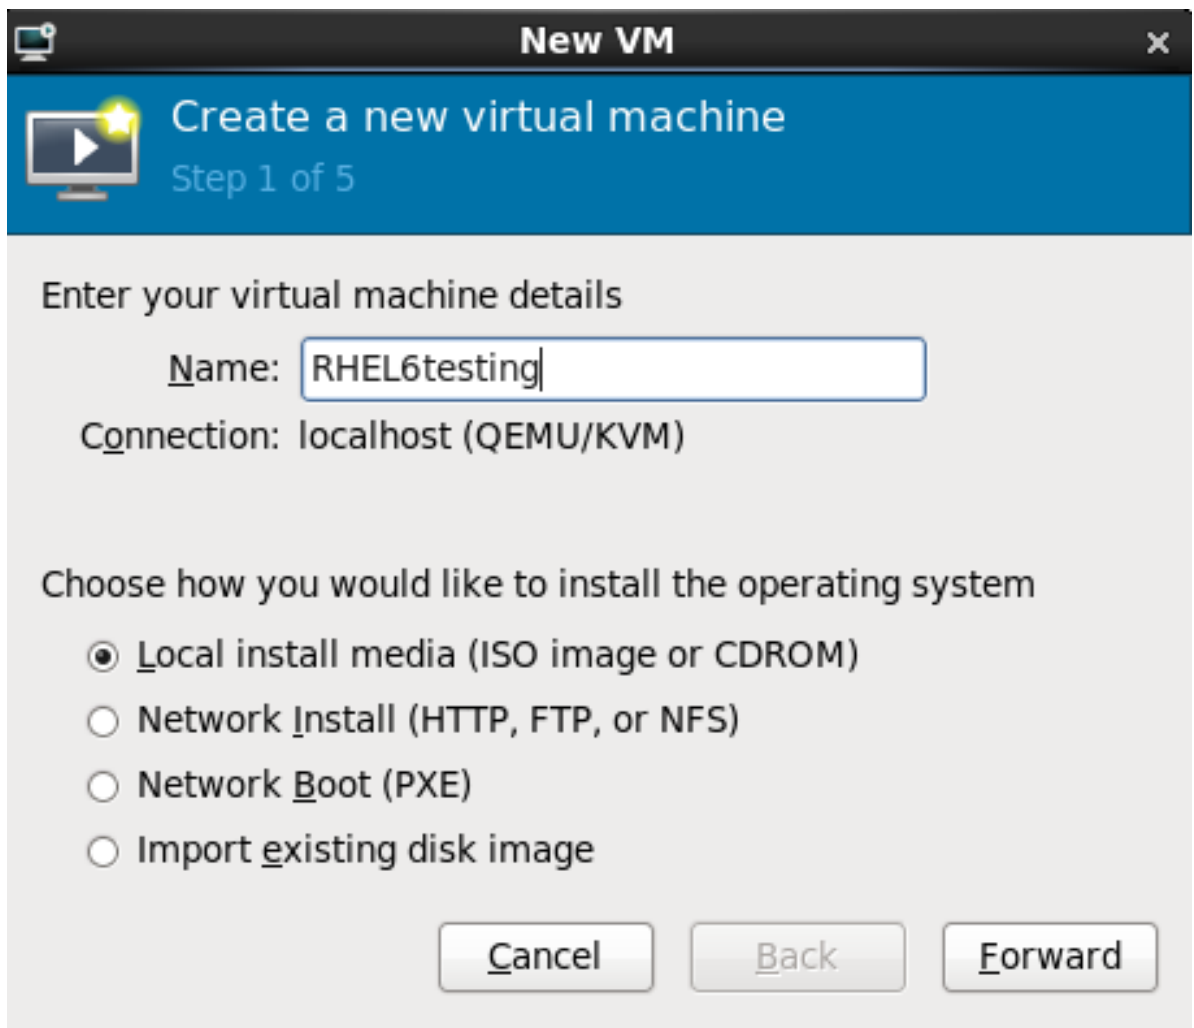 New VM
Create a new virtual machine
Step 1 of 5
Enter your virtual machine details
Name: RHEL6testing
Connection: localhost (QEMU/KVM)
Choose how you would like to install the operating system
Local install media (ISO image or CDROM)
Network Install (HTTP, FTP, or NFS)
Network Boot (PXE)
Import existing disk image
Cancel Back Forward